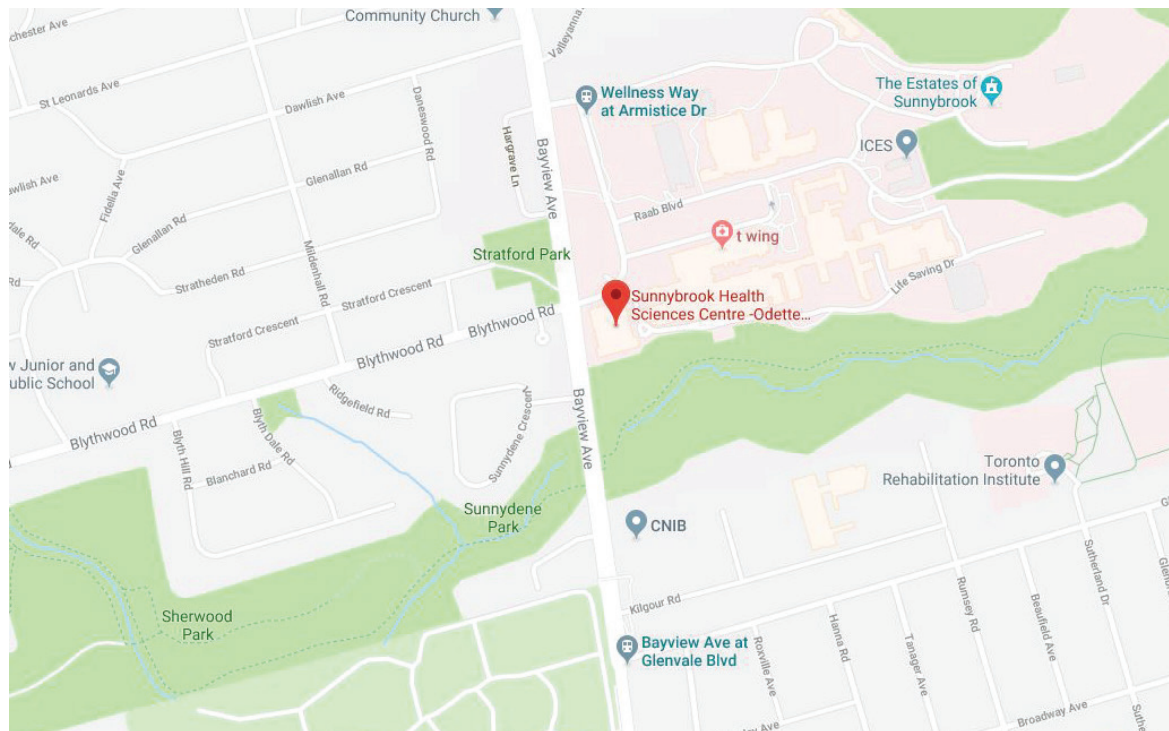 Community Church
chester Ave
St Leonards Ave
Dawlish Ave
Daneswood Rd
Hargrave Ln
Bayview Ave
Valleyanna
Wellness Way
at Armistice Dr
The Estates of
Sunnybrook
ICES
awlish Ave
Fidelia Ave
Glenallan Rd
Glenallan Rd
dale Rd
Rd
Stratheden Rd
Mildenhall Rd
Raab Blvd
t wing
Stratford Park
Stratford Crescent
Stratford Crescent
Life Saving Dr
Sunnybrook Health
Sciences Centre -Odette...
Blythwood Rd
w Junior and
ublic School
Ridgefield Rd
Blythwood Rd
Blyth Hill Rd
Blyth Dale Rd
Blanchard Rd
Sunnydene Crescen
Bayview Ave
Sunnydene
Park
Toronto
Rehabilitation Institute
CNIB
Sherwood
Park
Kilgour Rd
Bayview Ave at
Glenvale Blvd
Roxville Ave
Hanna Rd
Tanager Ave
Rumsey Rd
Beaufield Ave
Sutherland Dr
Broadway Ave